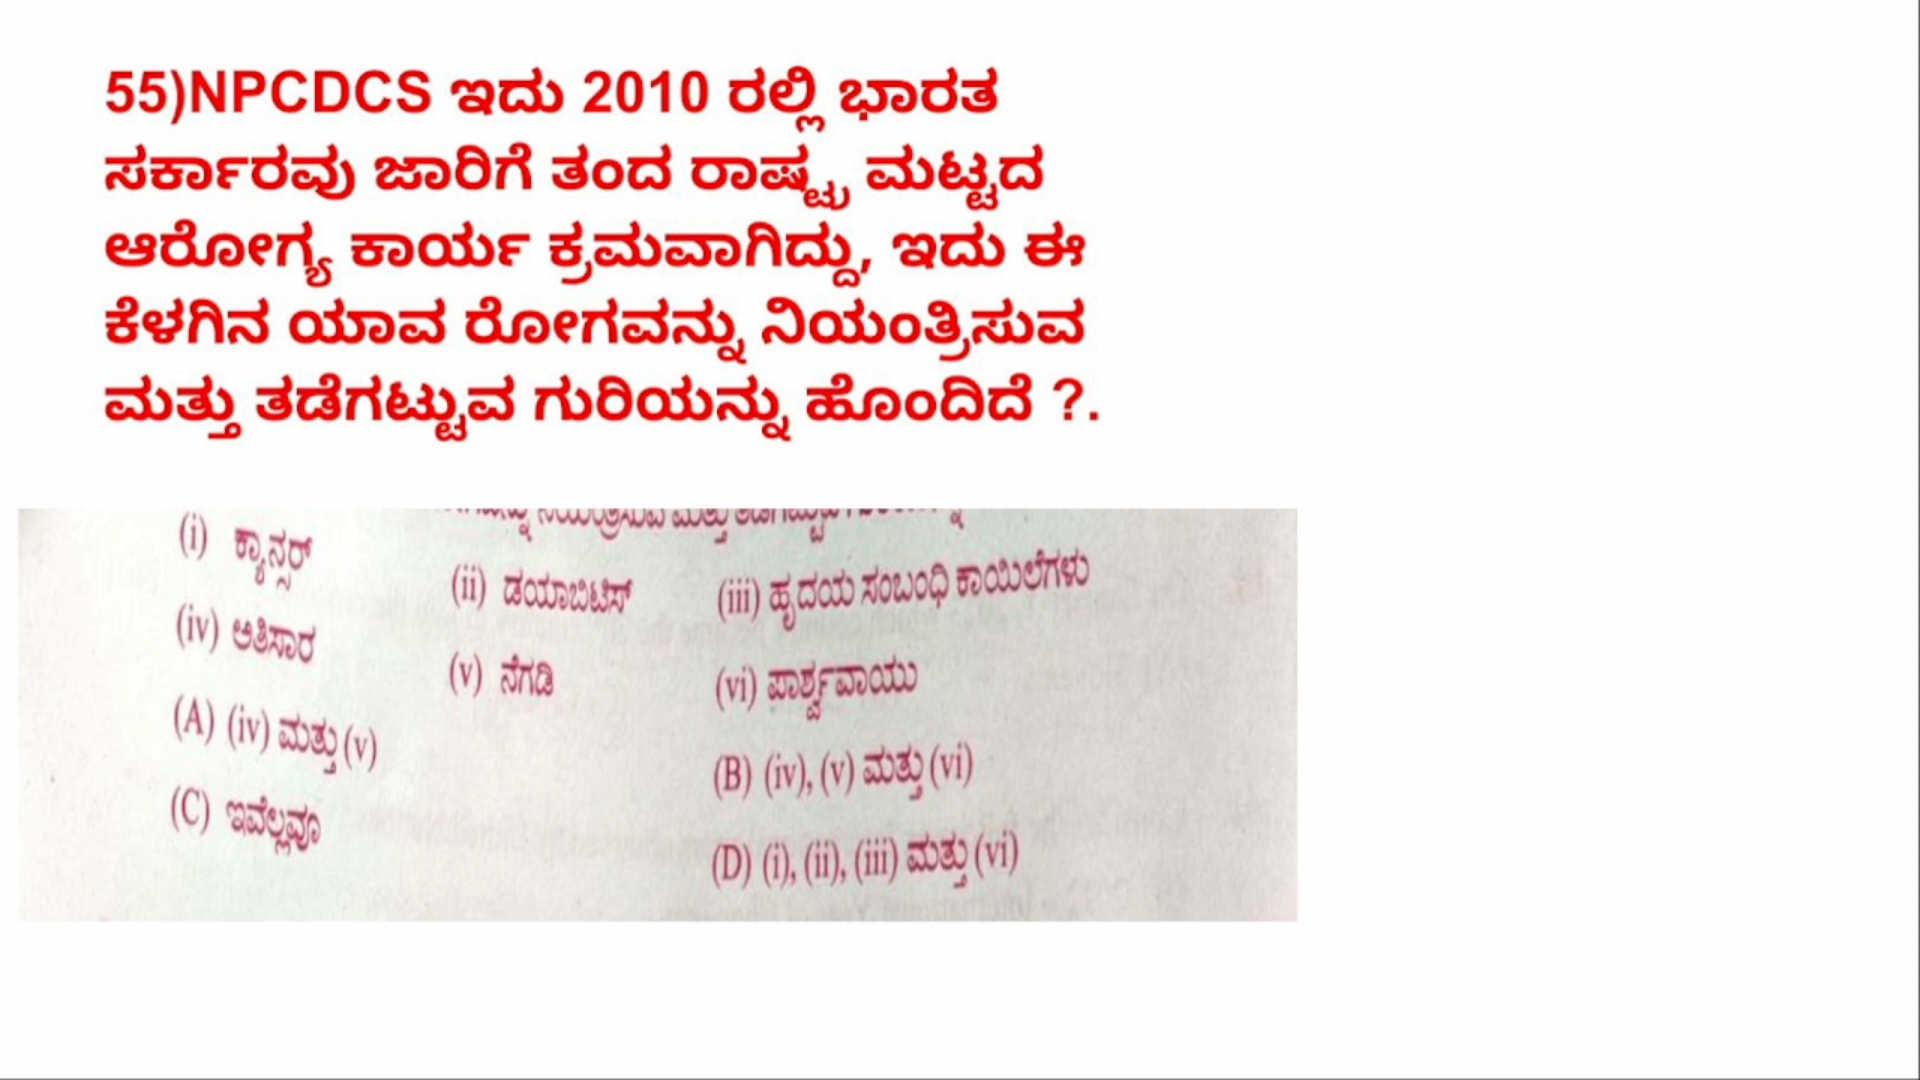 55)NPCDCS ಇದು 2010 ರಲ್ಲಿ ಭಾರತ
ಸರ್ಕಾರವು ಜಾರಿಗೆ ತಂದ ರಾಷ್ಟ್ರ ಮಟ್ಟದ
ಆರೋಗ್ಯ ಕಾರ್ಯ ಕ್ರಮವಾಗಿದ್ದು, ಇದು ಈ
ಕೆಳಗಿನ ಯಾವ ರೋಗವನ್ನು ನಿಯಂತ್ರಿಸುವ
ಮತ್ತು ತಡೆಗಟ್ಟುವ ಗುರಿಯನ್ನು ಹೊಂದಿದೆ ?.
ನಿಯಂತ್ರಿಸುವ ಮತ್ತು
(i) ಕ್ಯಾನ್ಸರ್ (ii) ಡಯಾಬಿಟಿಸ್ (iii) ಹೃದಯ ಸಂಬಂಧಿ ಕಾಯಿಲೆಗಳು
(iv) ಅತಿಸಾರ (v) ನೆಗಡಿ (vi) ಪಾರ್ಶ್ವವಾಯು
(A) (iv) ಮತ್ತು (v) (B) (iv), (v) ಮತ್ತು (vi)
(C) ಇವೆಲ್ಲವೂ (D) (i), (ii), (iii) ಮತ್ತು (vi)